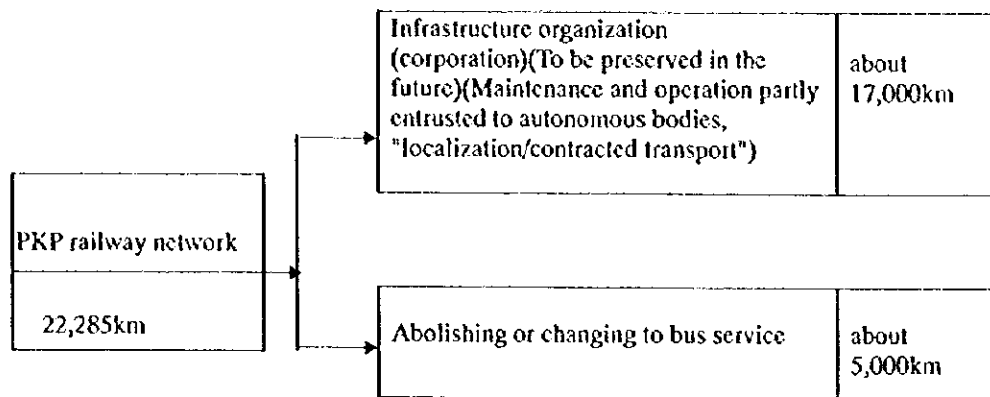 Infrastructure organization
(corporation)(To be preserved in the
future)(Maintenance and operation partly
entrusted to autonomous bodies,
"localization/contracted transport")
about
17,000km
PKP railway network
22,285km
Abolishing or changing to bus service
about
5,000km